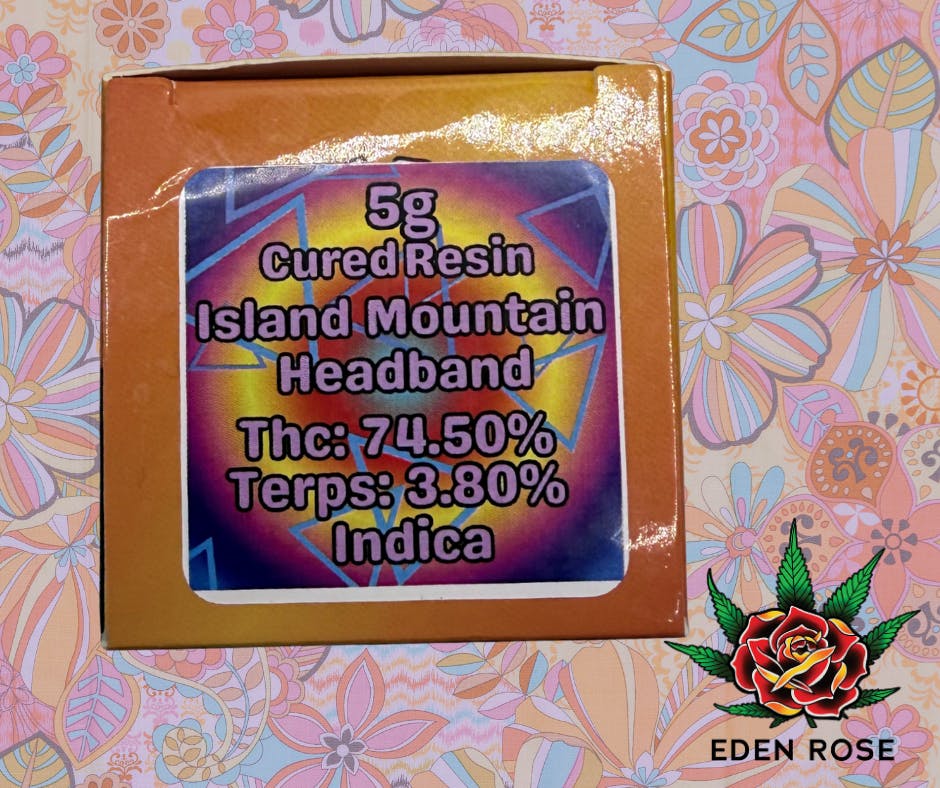 5g
Cured Resin
Island Mountain
Headband
Thc: 74.50%
Terps: 3.80%
Indica
EDEN ROSE